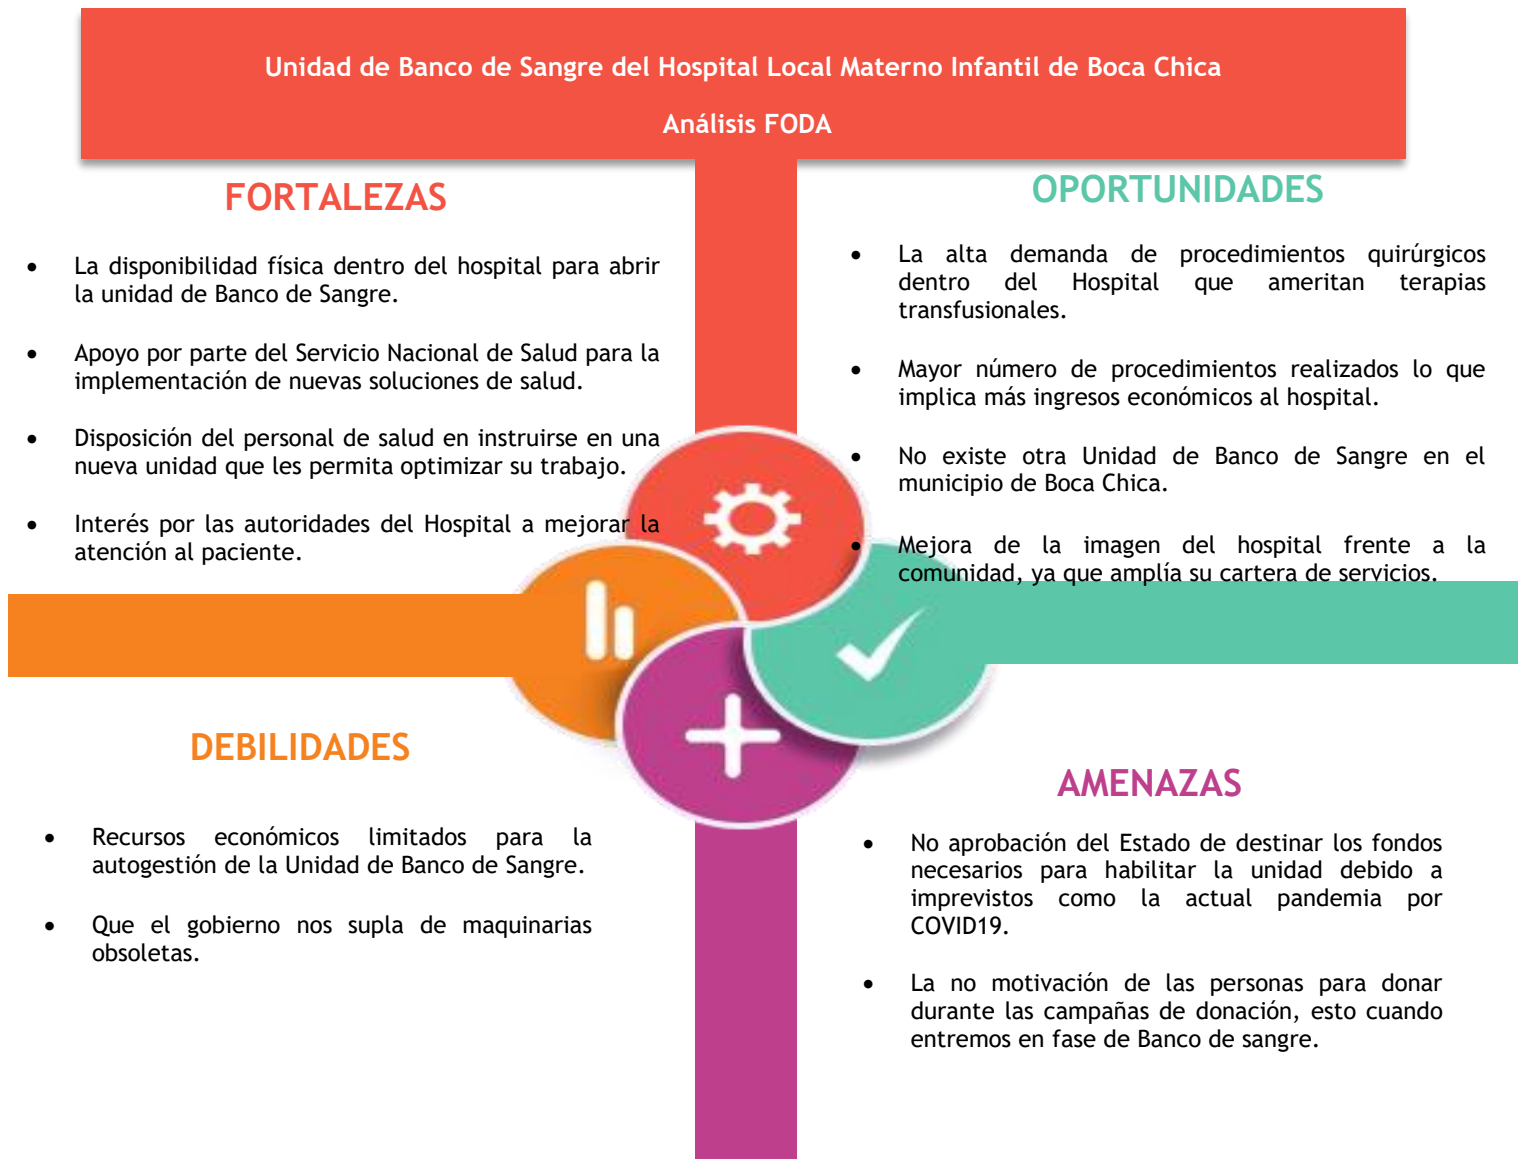 Unidad de Banco de Sangre del Hospital Local Materno Infantil de Boca Chica
Análisis FODA
FORTALEZAS
• La disponibilidad física dentro del hospital para abrir
la unidad de Banco de Sangre.
• Apoyo por parte del Servicio Nacional de Salud para la
implementación de nuevas soluciones de salud.
• Disposición del personal de salud en instruirse en una
nueva unidad que les permita optimizar su trabajo.
• Interés por las autoridades del Hospital a mejorar la
atención al paciente.
OPORTUNIDADES
• La alta demanda de procedimientos quirúrgicos
dentro del Hospital que ameritan terapias
transfusionales.
• Mayor número de procedimientos realizados lo que
implica más ingresos económicos al hospital.
• No existe otra Unidad de Banco de Sangre en el
municipio de Boca Chica.
• Mejora de la imagen del hospital frente a la
comunidad, ya que amplía su cartera de servicios.
DEBILIDADES
• Recursos económicos limitados para la
autogestión de la Unidad de Banco de Sangre.
• Que el gobierno nos supla de maquinarias
obsoletas.
AMENAZAS
• No aprobación del Estado de destinar los fondos
necesarios para habilitar la unidad debido a
imprevistos como la actual pandemia por
COVID19.
• La no motivación de las personas para donar
durante las campañas de donación, esto cuando
entremos en fase de Banco de sangre.